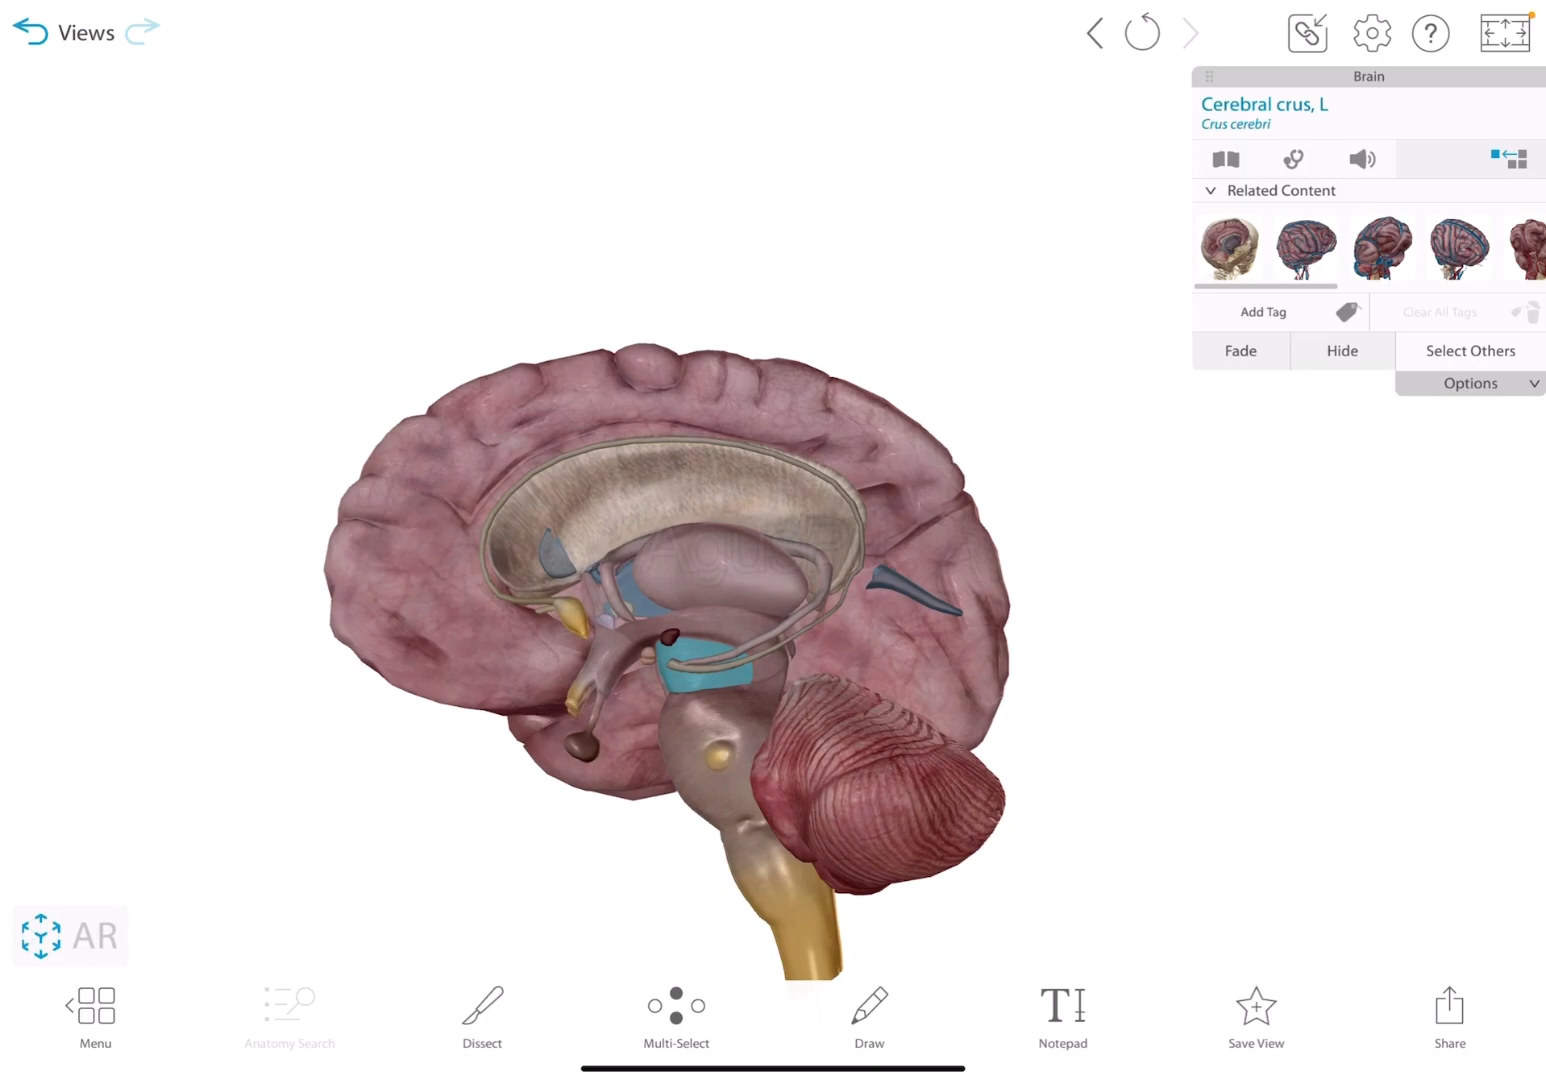 Views
Brain
Cerebral crus, L
Crus cerebri
Related Content
Add Tag
Clear All Tags
Fade
Hide
Select Others
Options
AR
Menu
Anatomy Search
Dissect
Multi-Select
Draw
Notepad
Save View
Share